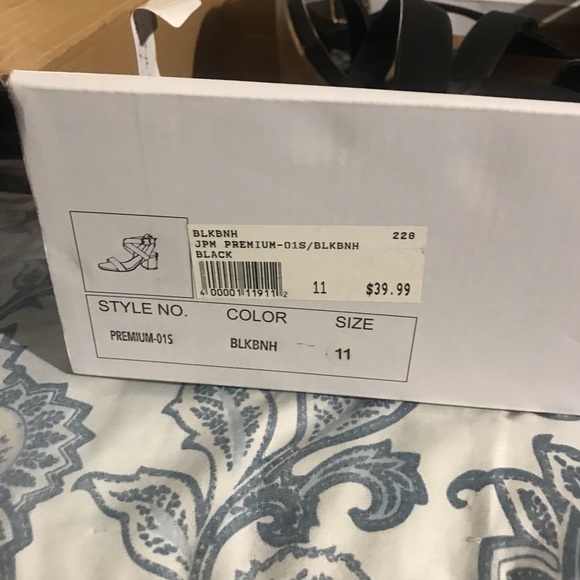 BLKBNH 228
JPM PREMIUM-01S/BLKBNH
BLACK
4 00001 11911 2
11 $39.99
STYLE NO. COLOR SIZE
PREMIUM-01S BLKBNH 11